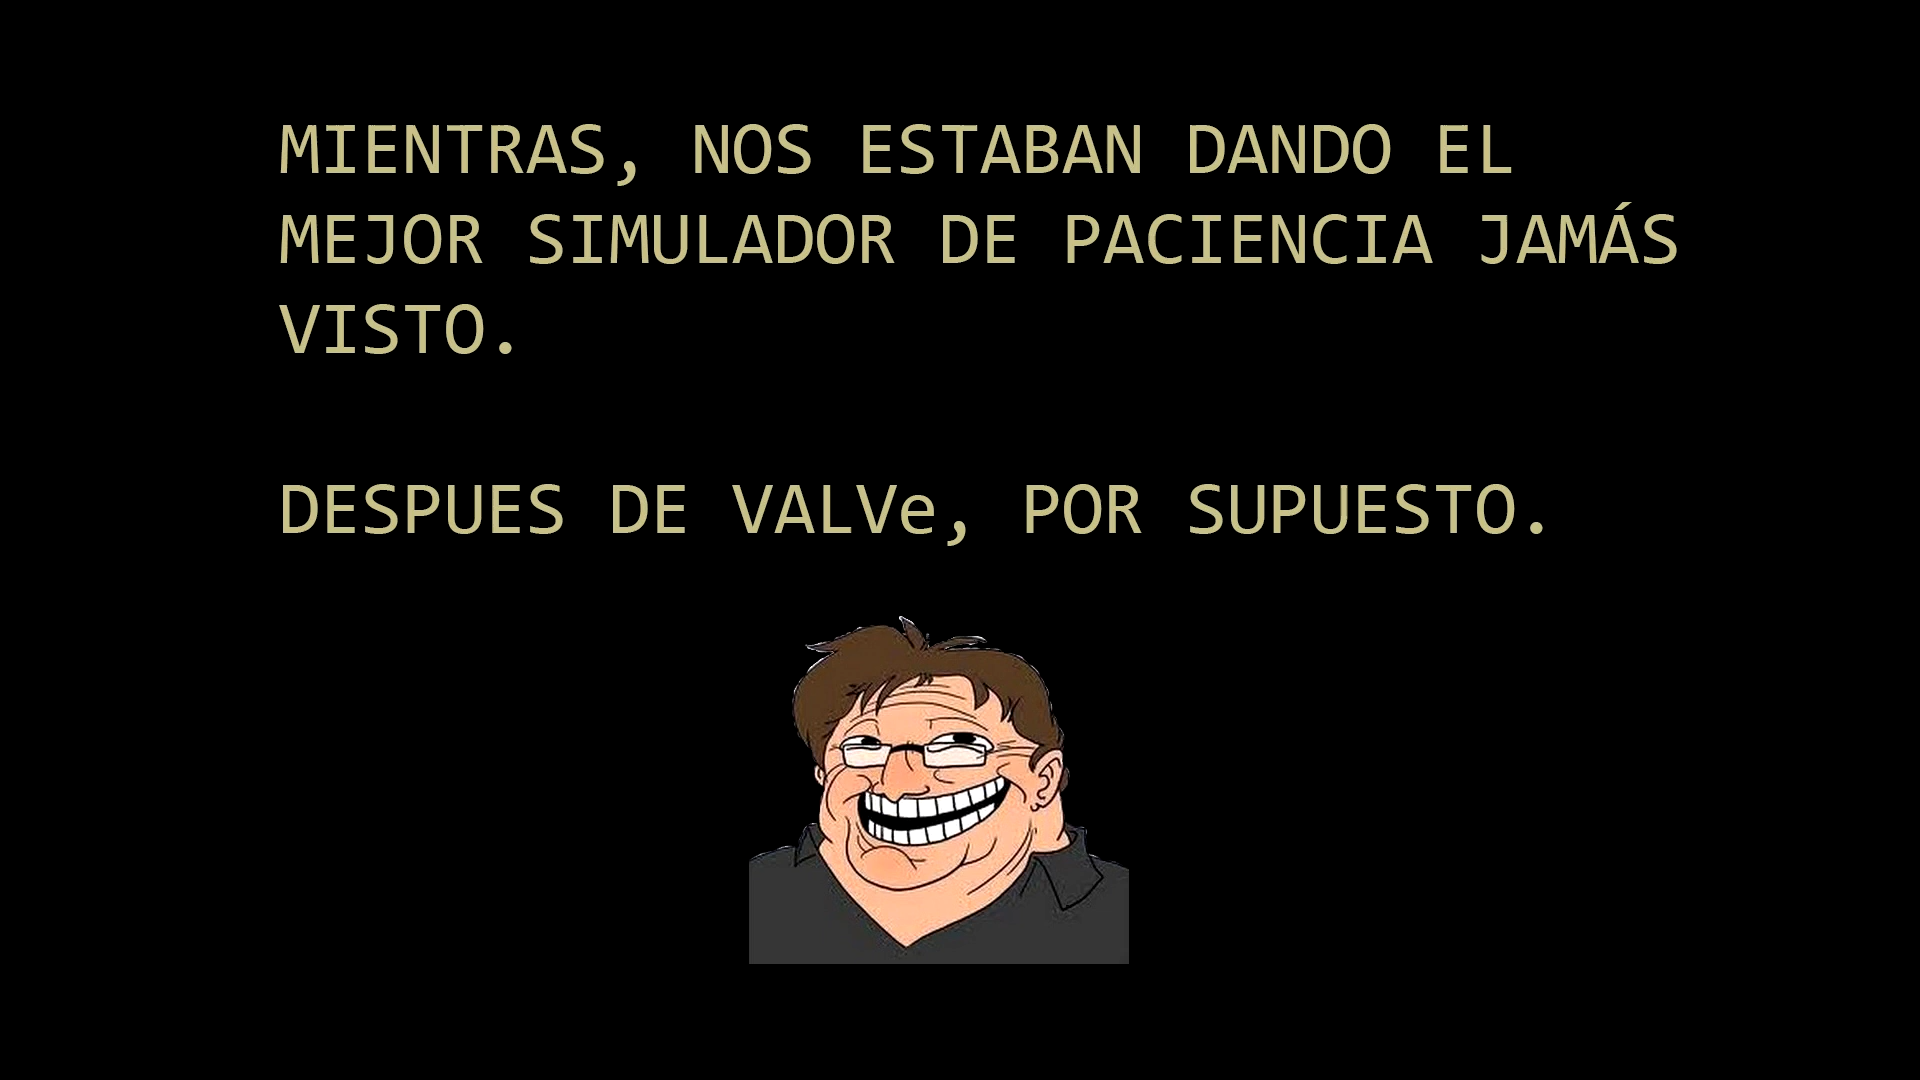 MIENTRAS, NOS ESTABAN DANDO EL
MEJOR SIMULADOR DE PACIENCIA JAMÁS
VISTO.
DESPUES DE VALVe, POR SUPUESTO.